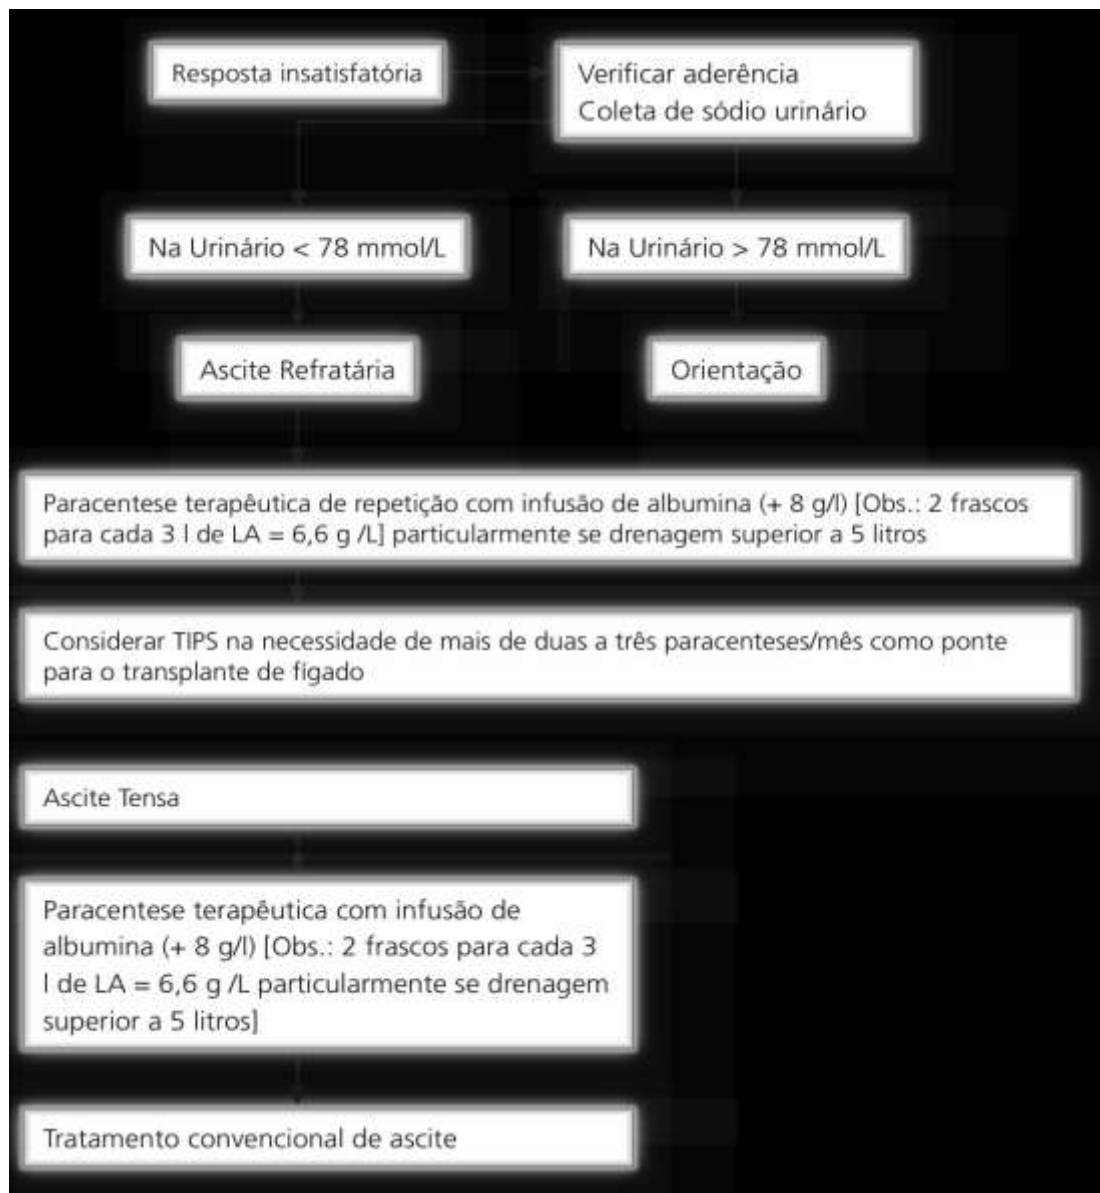 Resposta insatisfatória
Verificar aderência
Coleta de sódio urinário
Na Urinário < 78 mmol/L
Na Urinário > 78 mmol/L
Ascite Refratária
Orientação
Paracentese terapêutica de repetição com infusão de albumina (+ 8 g/l) [Obs.: 2 frascos
para cada 3 l de LA = 6,6 g /L] particularmente se drenagem superior a 5 litros
Considerar TIPS na necessidade de mais de duas a três paracenteses/mês como ponte
para o transplante de fígado
Ascite Tensa
Paracentese terapêutica com infusão de
albumina (+ 8 g/l) [Obs.: 2 frascos para cada 3
l de LA = 6,6 g /L particularmente se drenagem
superior a 5 litros]
Tratamento convencional de ascite